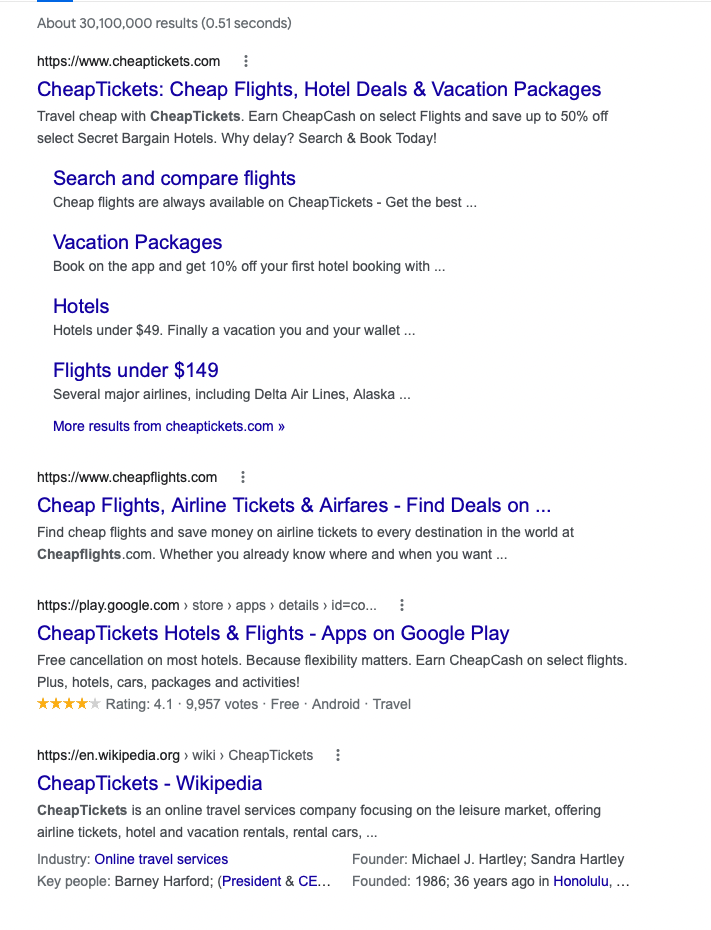 About 30,100,000 results (0.51 seconds)
https://www.cheaptickets.com
CheapTickets: Cheap Flights, Hotel Deals & Vacation Packages
Travel cheap with CheapTickets. Earn CheapCash on select Flights and save up to 50% off
select Secret Bargain Hotels. Why delay? Search & Book Today!
Search and compare flights
Cheap flights are always available on CheapTickets - Get the best ...
Vacation Packages
Book on the app and get 10% off your first hotel booking with ...
Hotels
Hotels under $49. Finally a vacation you and your wallet ...
Flights under $149
Several major airlines, including Delta Air Lines, Alaska ...
More results from cheaptickets.com »
https://www.cheapflights.com
Cheap Flights, Airline Tickets & Airfares - Find Deals on ...
Find cheap flights and save money on airline tickets to every destination in the world at
Cheapflights.com. Whether you already know where and when you want ...
https://play.google.com › store › apps › details › id=co...
CheapTickets Hotels & Flights - Apps on Google Play
Free cancellation on most hotels. Because flexibility matters. Earn CheapCash on select flights.
Plus, hotels, cars, packages and activities!
Rating: 4.1 · 9,957 votes · Free · Android · Travel
https://en.wikipedia.org › wiki › CheapTickets
CheapTickets - Wikipedia
CheapTickets is an online travel services company focusing on the leisure market, offering
airline tickets, hotel and vacation rentals, rental cars, ...
Industry: Online travel services Founder: Michael J. Hartley; Sandra Hartley
Key people: Barney Harford; (President & CE... Founded: 1986; 36 years ago in Honolulu, ...